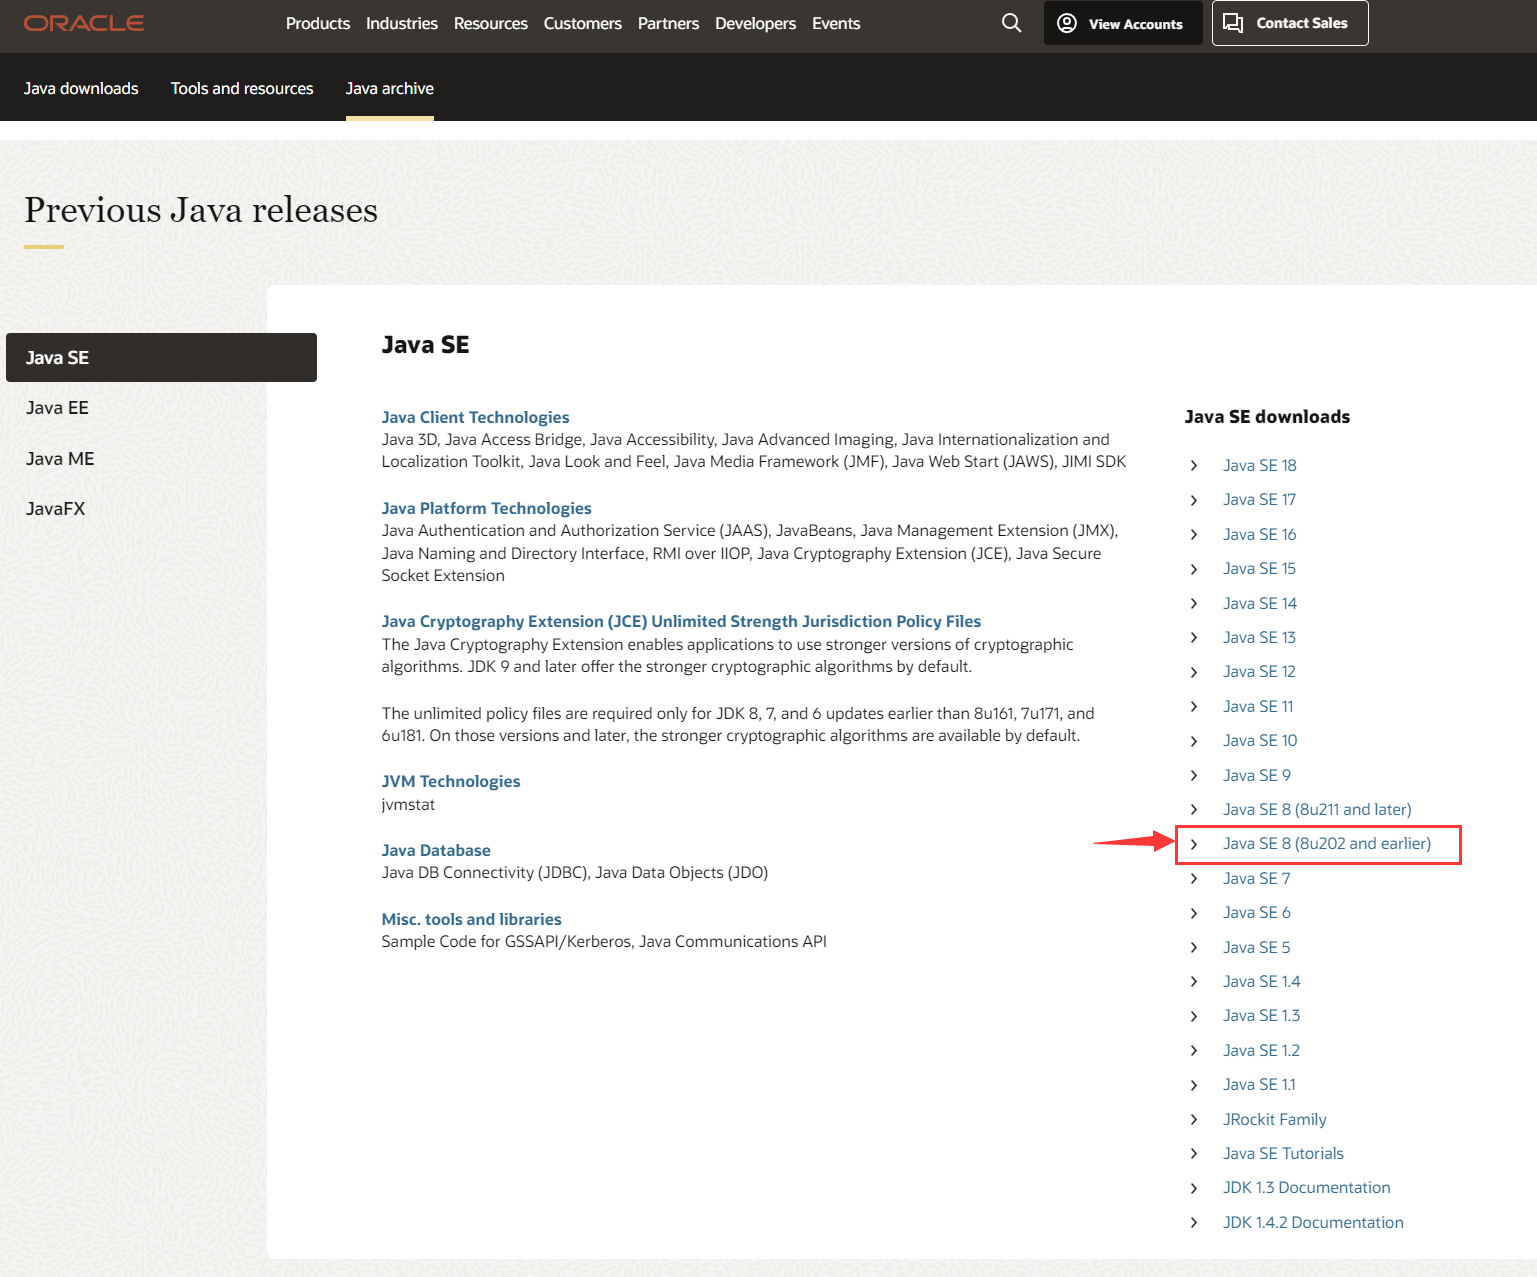 ORACLE
Products Industries Resources Customers Partners Developers Events
View Accounts
Contact Sales
Java downloads Tools and resources Java archive
Previous Java releases
Java SE
Java EE
Java ME
JavaFX
Java SE
Java Client Technologies
Java 3D, Java Access Bridge, Java Accessibility, Java Advanced Imaging, Java Internationalization and
Localization Toolkit, Java Look and Feel, Java Media Framework (JMF), Java Web Start (JAWS), JIMI SDK
Java Platform Technologies
Java Authentication and Authorization Service (JAAS), JavaBeans, Java Management Extension (JMX),
Java Naming and Directory Interface, RMI over IIOP, Java Cryptography Extension (JCE), Java Secure
Socket Extension
Java Cryptography Extension (JCE) Unlimited Strength Jurisdiction Policy Files
The Java Cryptography Extension enables applications to use stronger versions of cryptographic
algorithms. JDK 9 and later offer the stronger cryptographic algorithms by default.
The unlimited policy files are required only for JDK 8, 7, and 6 updates earlier than 8u161, 7u171, and
6u181. On those versions and later, the stronger cryptographic algorithms are available by default.
JVM Technologies
jvmstat
Java Database
Java DB Connectivity (JDBC), Java Data Objects (JDO)
Misc. tools and libraries
Sample Code for GSSAPI/Kerberos, Java Communications API
Java SE downloads
Java SE 18
Java SE 17
Java SE 16
Java SE 15
Java SE 14
Java SE 13
Java SE 12
Java SE 11
Java SE 10
Java SE 9
Java SE 8 (8u211 and later)
Java SE 8 (8u202 and earlier)
Java SE 7
Java SE 6
Java SE 5
Java SE 1.4
Java SE 1.3
Java SE 1.2
Java SE 1.1
JRockit Family
Java SE Tutorials
JDK 1.3 Documentation
JDK 1.4.2 Documentation